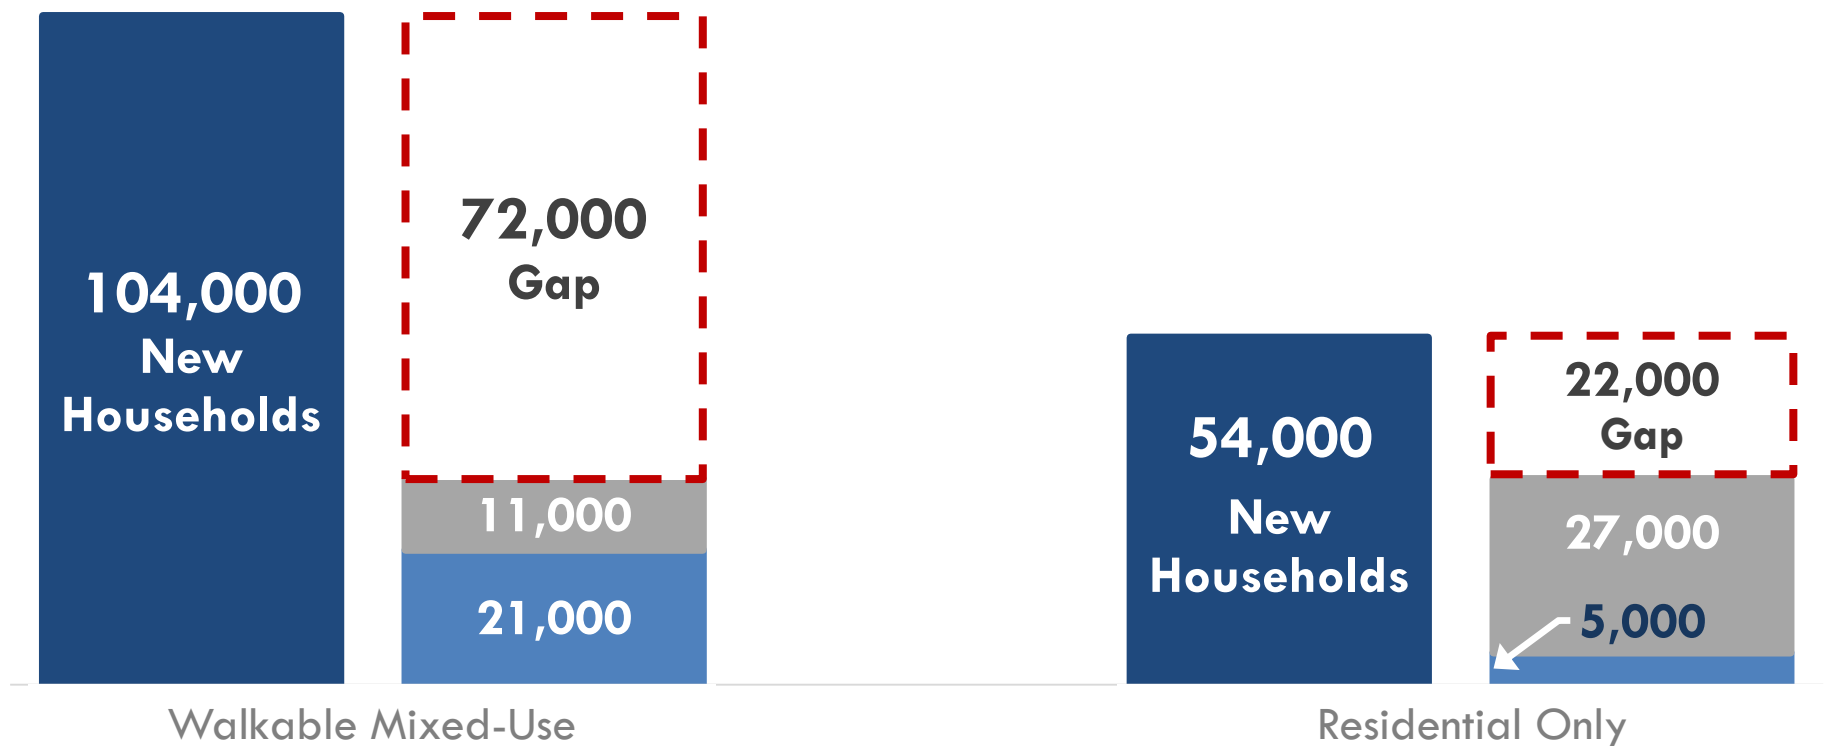 104,000
New
Households
72,000
Gap
11,000
21,000
Walkable Mixed-Use
54,000
New
Households
22,000
Gap
27,000
5,000
Residential Only